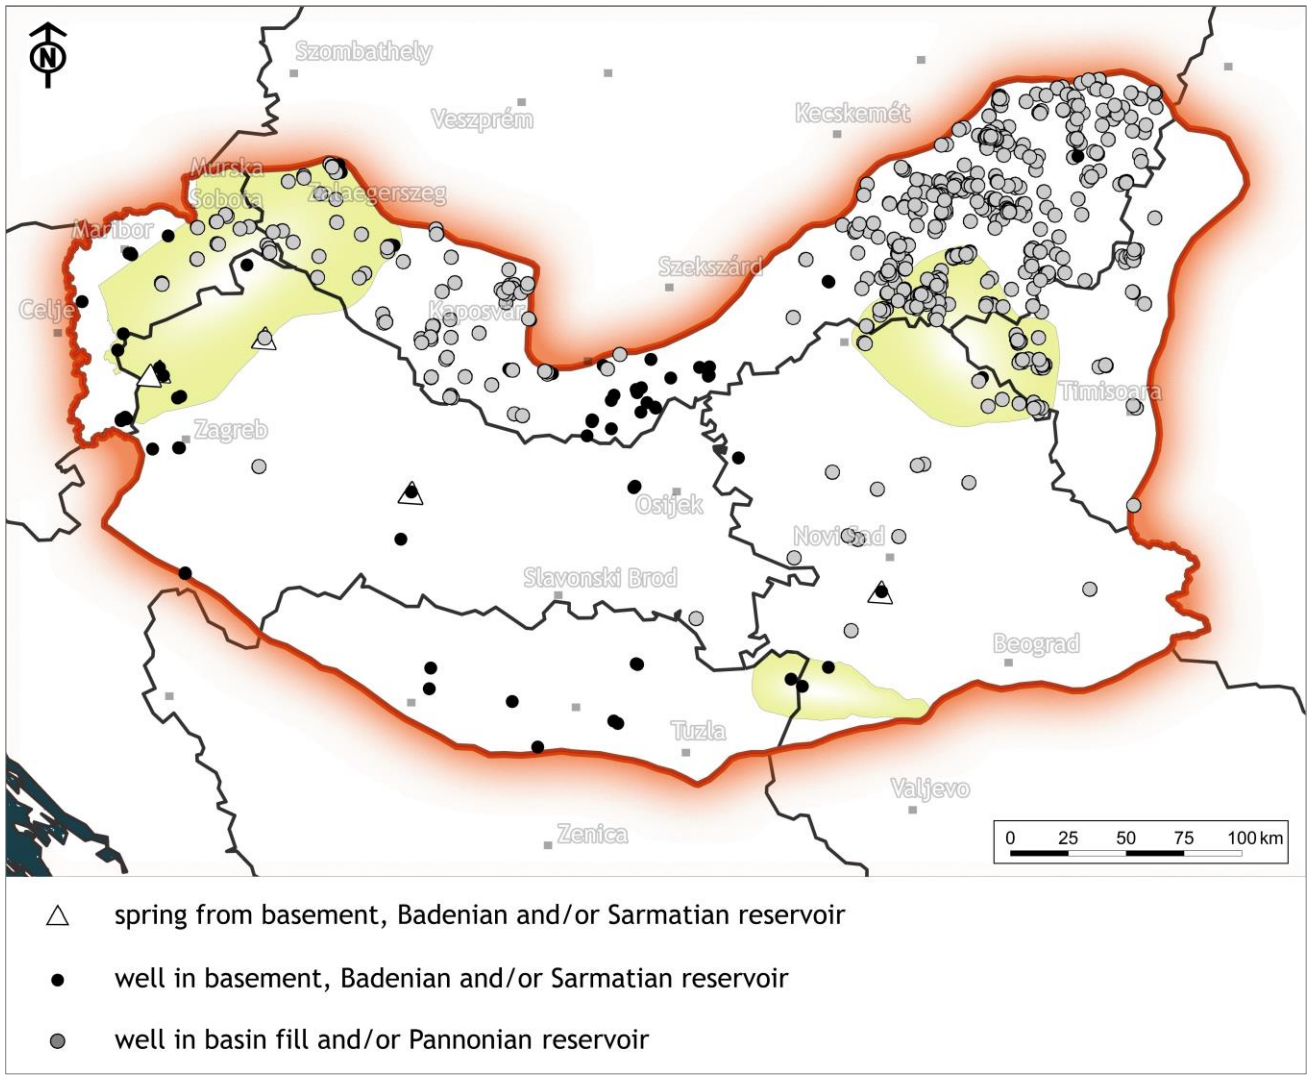 N
Szombathely
Veszprém
Kecskemét
Murska
Sobota
Zalaegerszeg
Maribor
Szekszárd
Celje
Kaposvár
Timisoara
Zagreb
Osijek
Novi Sad
Slavonski Brod
Beograd
Tuzla
Valjevo
Zenica
0 25 50 75 100 km
spring from basement, Badenian and/or Sarmatian reservoir
well in basement, Badenian and/or Sarmatian reservoir
well in basin fill and/or Pannonian reservoir